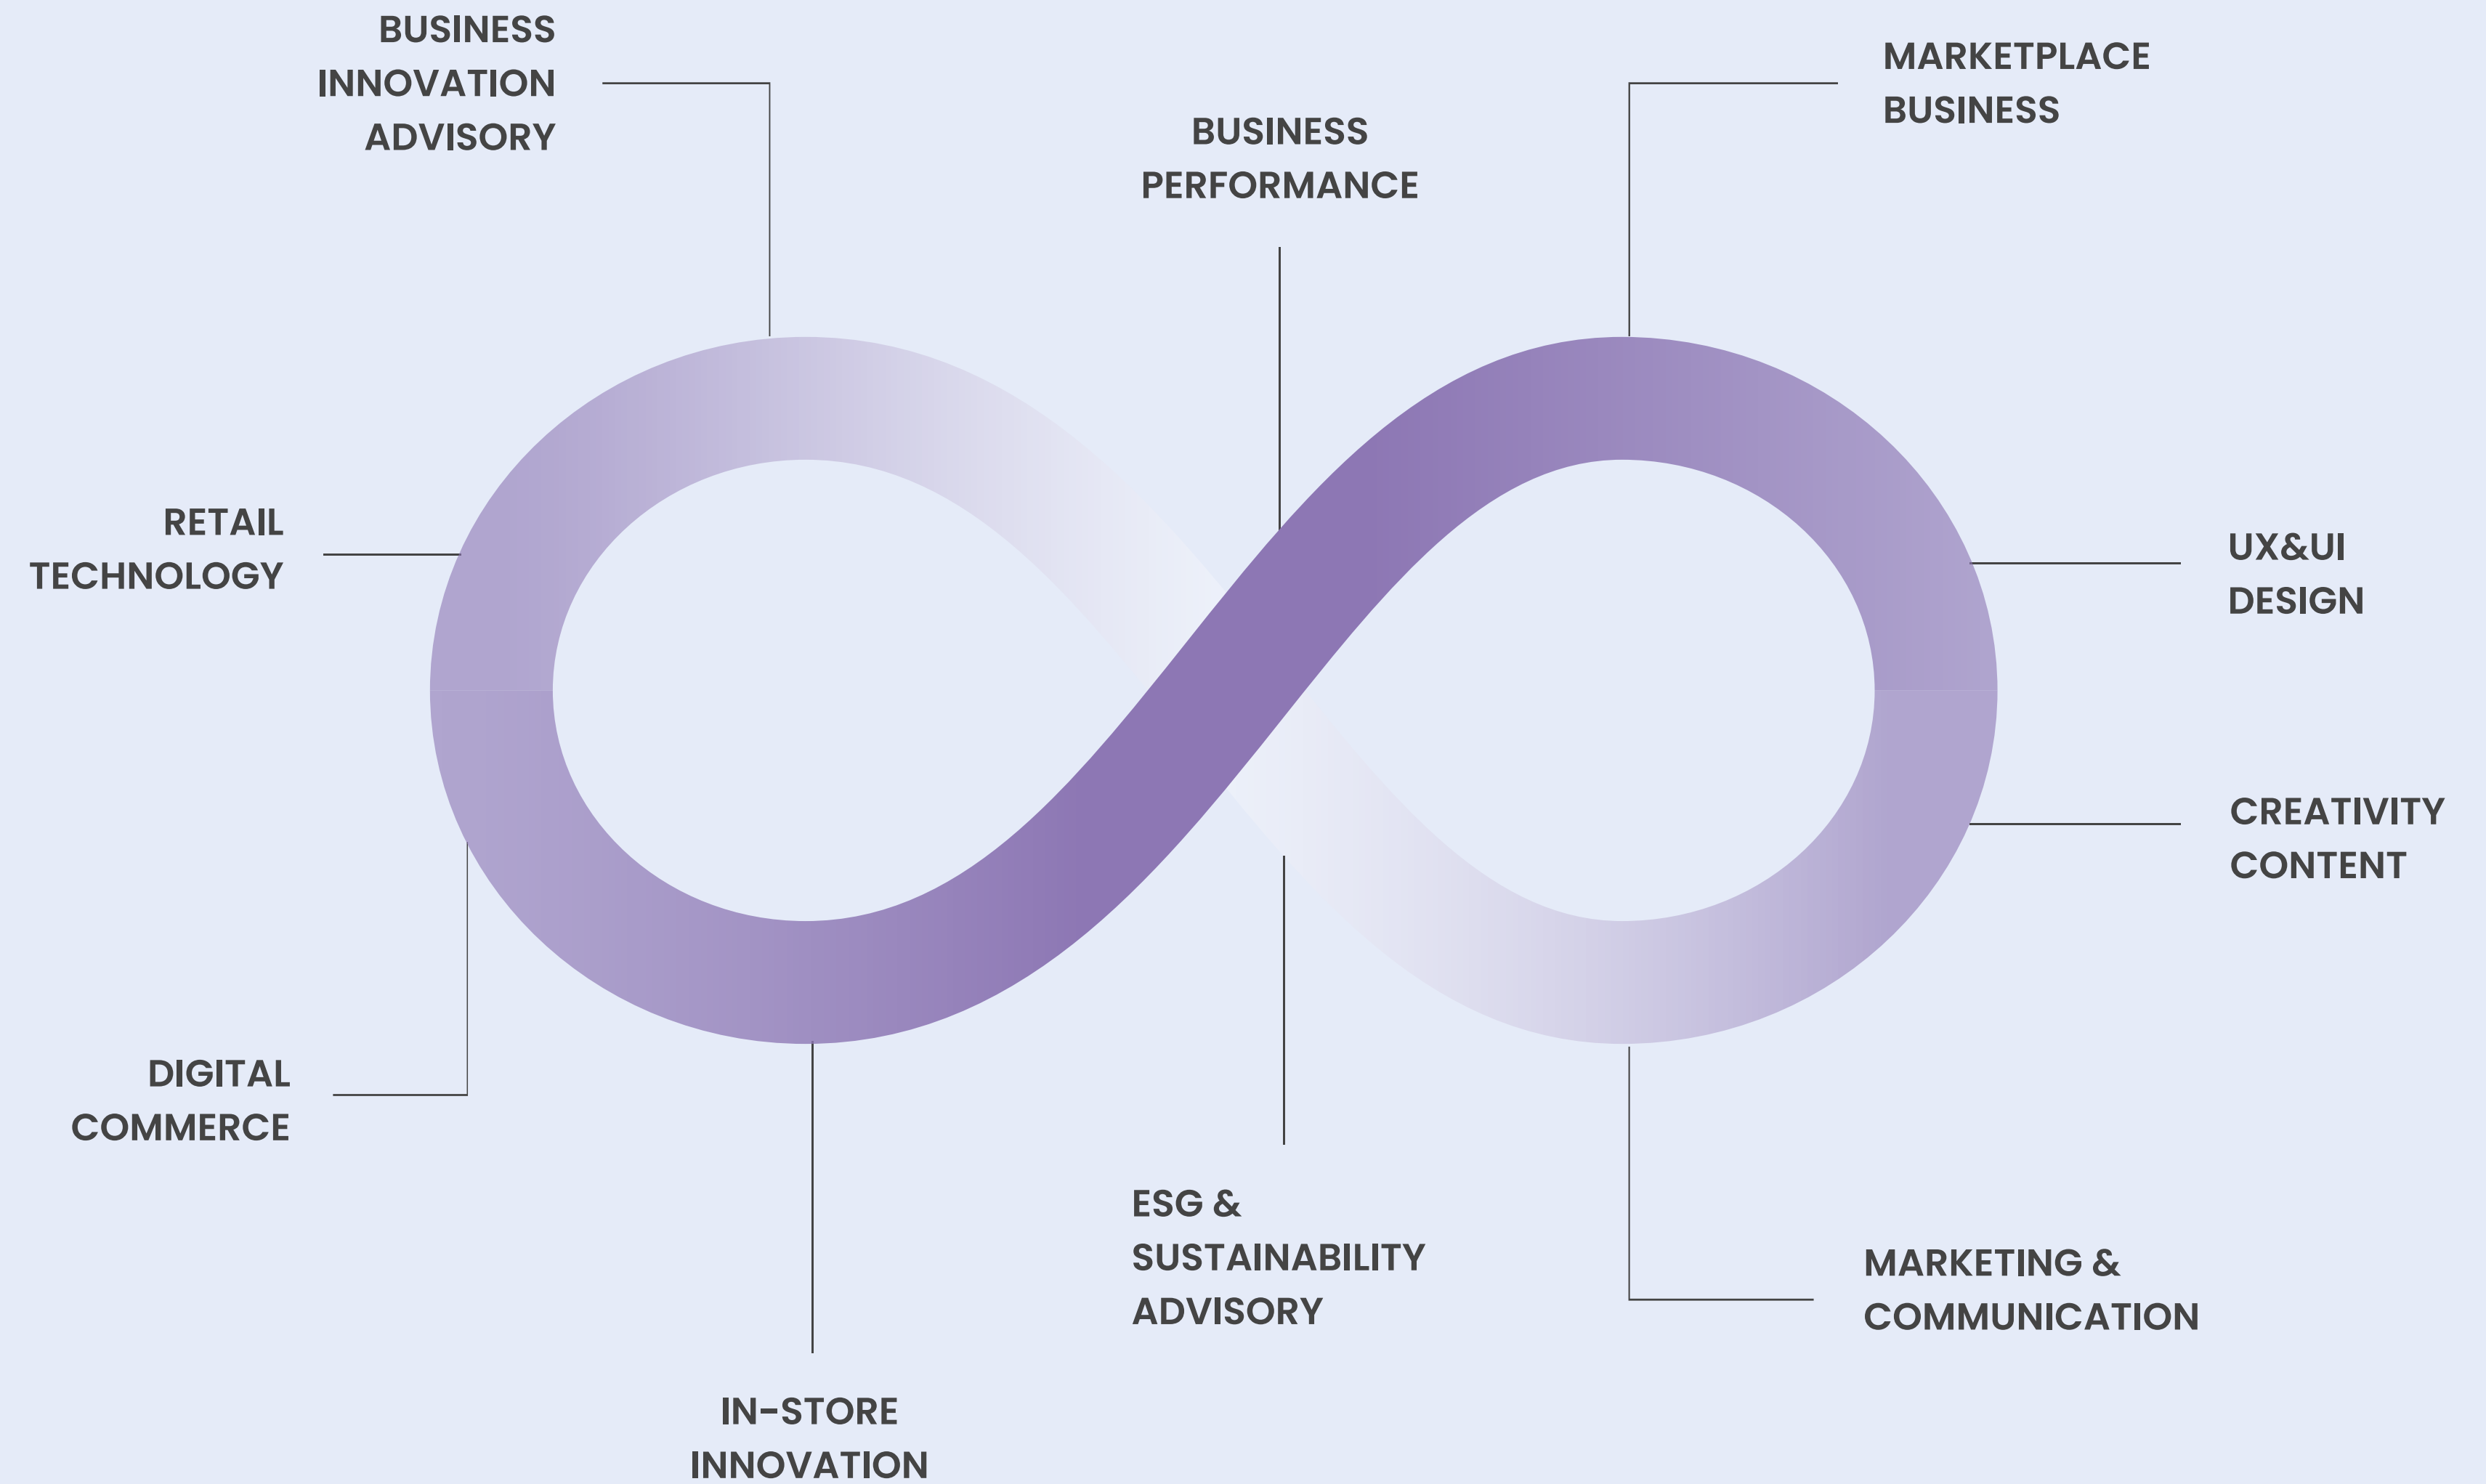 BUSINESS
INNOVATION
ADVISORY
BUSINESS
PERFORMANCE
MARKETPLACE
BUSINESS
RETAIL
TECHNOLOGY
UX&UI
DESIGN
CREATIVITY
CONTENT
DIGITAL
COMMERCE
ESG &
SUSTAINABILITY
ADVISORY
MARKETING &
COMMUNICATION
IN-STORE
INNOVATION